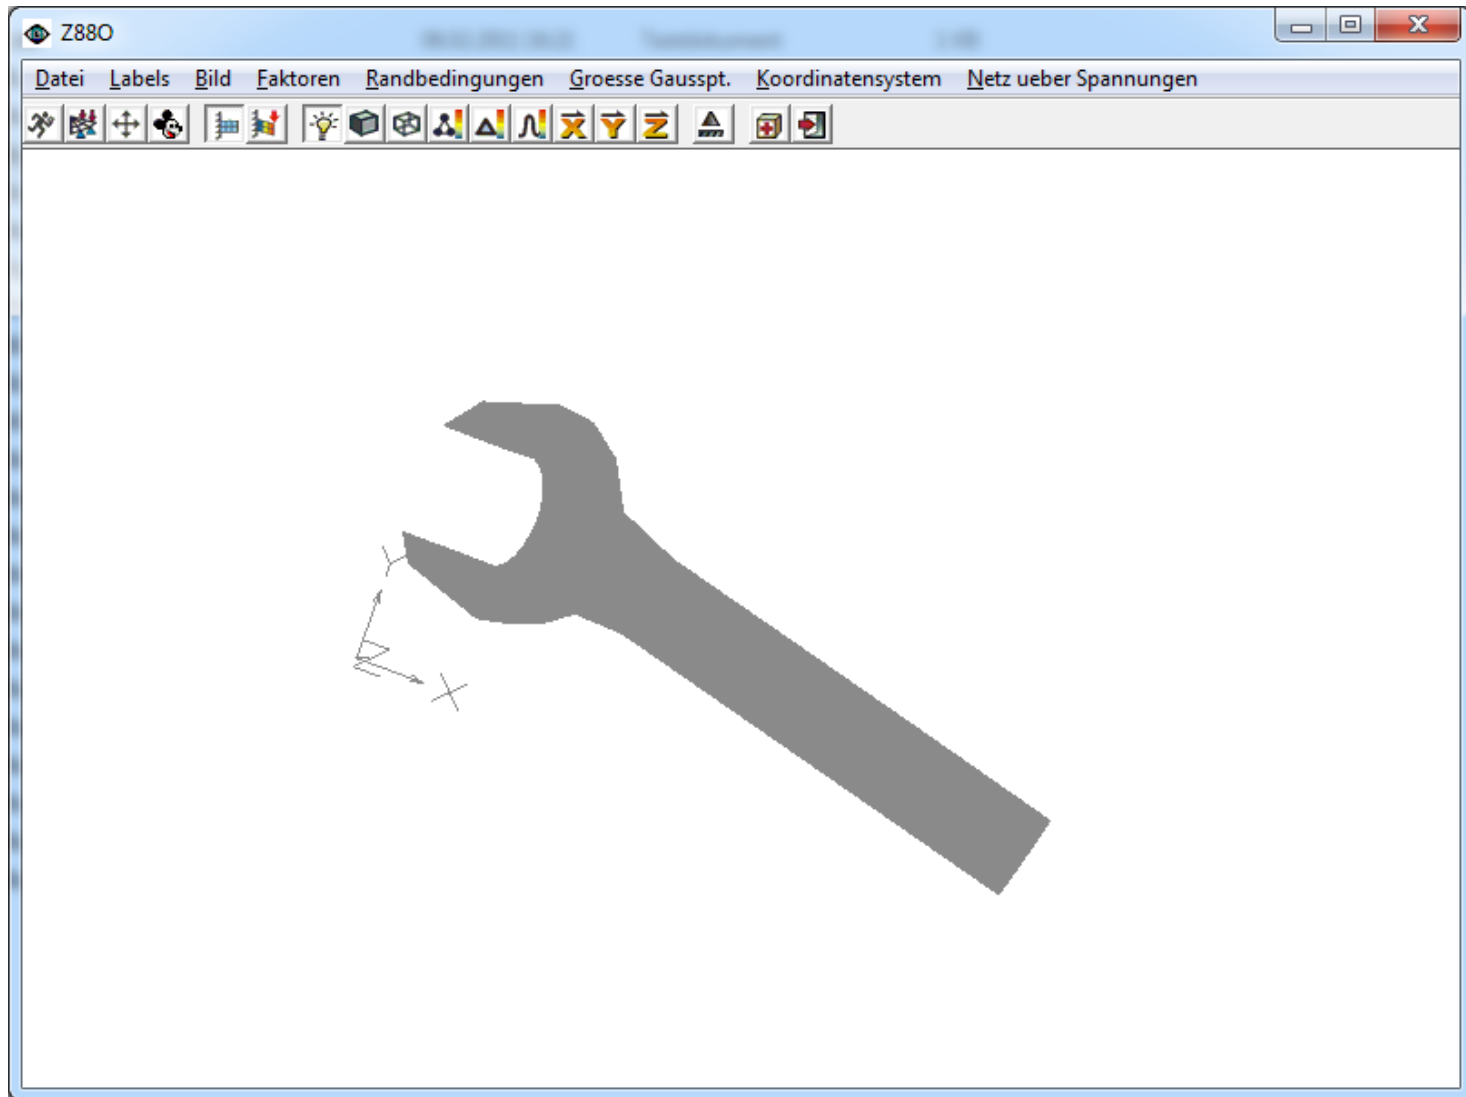 Z88O
Datei Labels Bild Faktoren Randbedingungen Groesse Gausspt. Koordinatensystem Netz ueber Spannungen
X Y Z
Y
Z
X